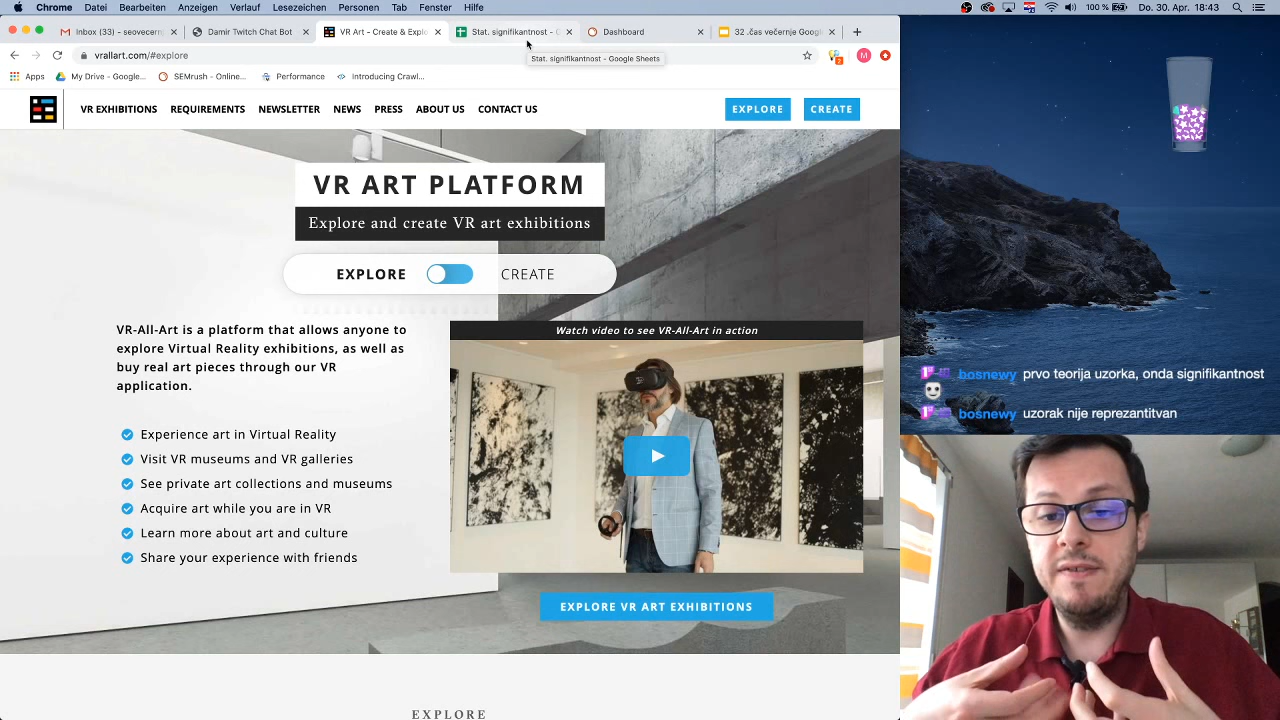 Chrome Datei Bearbeiten Anzeigen Verlauf Lesezeichen Personen Tab Fenster Hilfe
100 % Do. 30. Apr. 18:43
Inbox (33) - seovecern
Damir Twitch Chat Bot
VR Art - Create & Explo
Stat. signifikantnost - G
Dashboard
32 .čas večernje Googl
vrallart.com/#explore
Stat. signifikantnost - Google Sheets
M
2
Apps
My Drive - Google...
SEMrush - Online...
Performance
Introducing Crawl...
VR EXHIBITIONS REQUIREMENTS NEWSLETTER NEWS PRESS ABOUT US CONTACT US
EXPLORE CREATE
VR ART PLATFORM
Explore and create VR art exhibitions
EXPLORE CREATE
VR-All-Art is a platform that allows anyone to
explore Virtual Reality exhibitions, as well as
buy real art pieces through our VR
application.
Experience art in Virtual Reality
Visit VR museums and VR galleries
See private art collections and museums
Acquire art while you are in VR
Learn more about art and culture
Share your experience with friends
Watch video to see VR-All-Art in action
EXPLORE VR ART EXHIBITIONS
EXPLORE
bosnewy prvo teorija uzorka, onda signifikantnost
bosnewy uzorak nije reprezantitvan